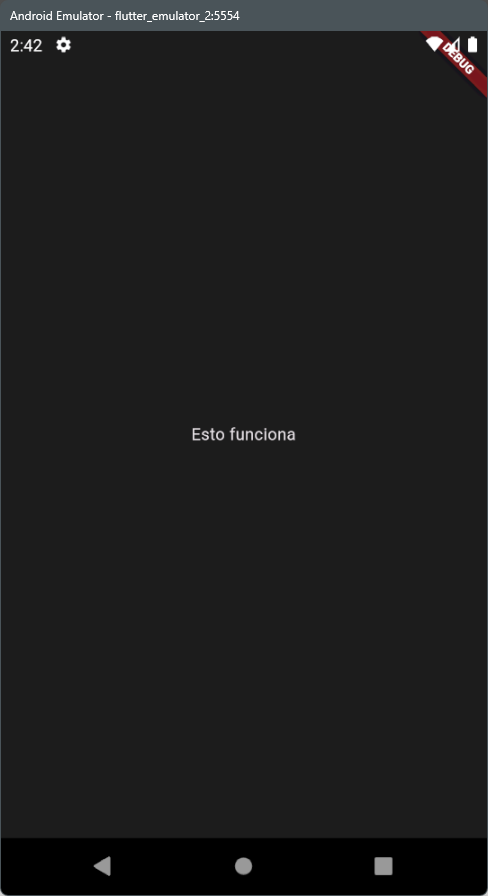 Android Emulator - flutter_emulator_2:5554
2:42
DEBUG
Esto funciona